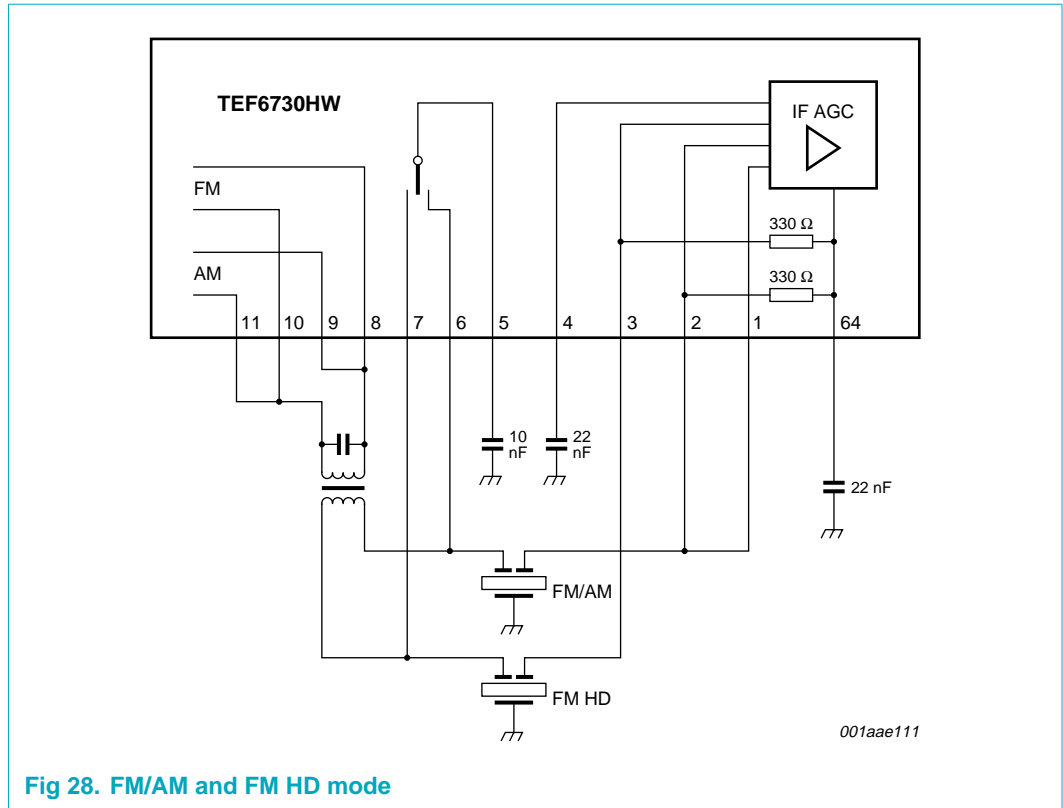 TEF6730HW
IF AGC
FM
AM
330 Ω
330 Ω
11 10 9 8 7 6 5 4 3 2 1 64
10
nF
22
nF
22 nF
FM/AM
FM HD
001aae111
Fig 28. FM/AM and FM HD mode